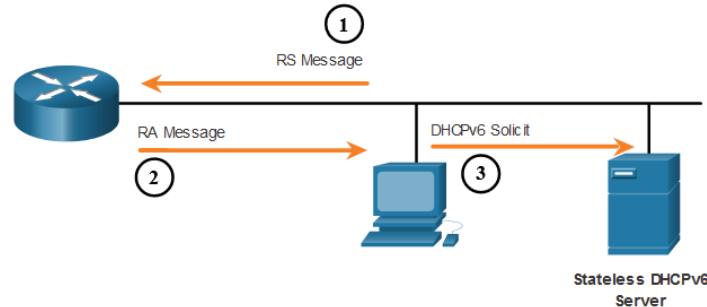 1
RS Message
RA Message
DHCPv6 Solicit
2
3
Stateless DHCPv6
Server